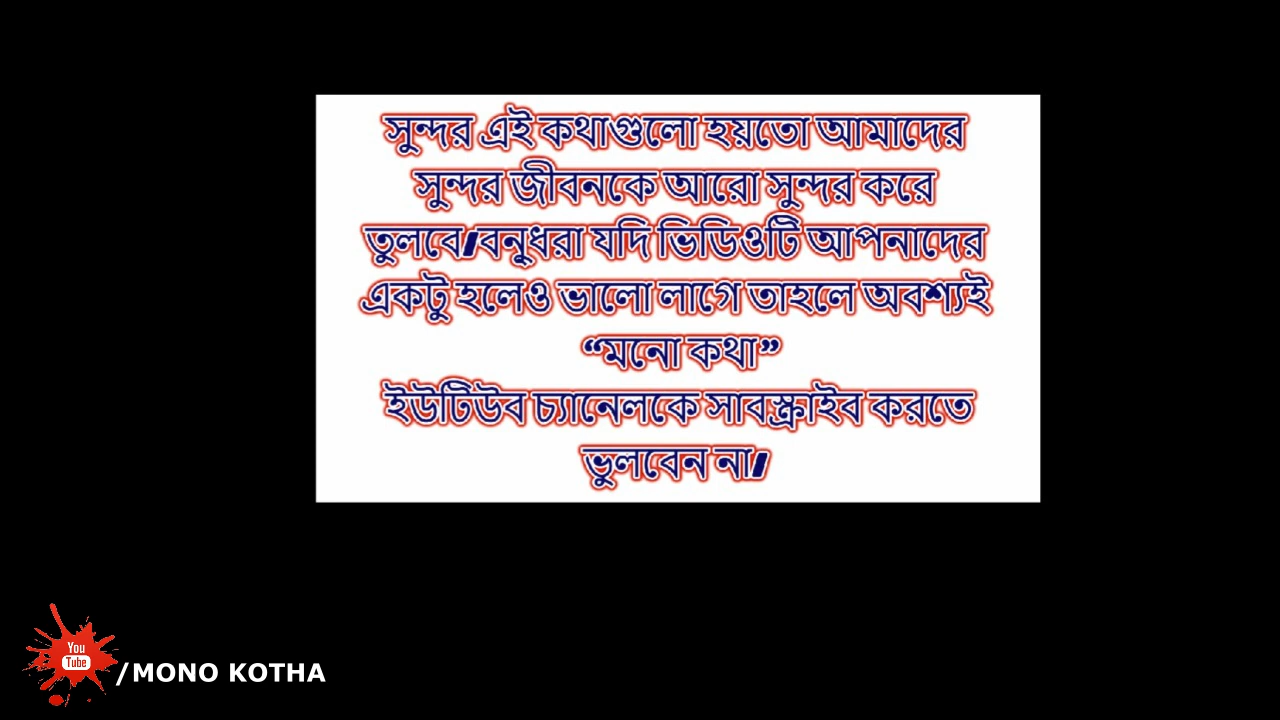 সুন্দর এই কথাগুলো হয়তো আমাদের
সুন্দর জীবনকে আরো সুন্দর করে
তুলবে।বনু্ধরা যদি ভিডিওটি আপনাদের
একটু হলেও ভালো লাগে তাহলে অবশ্যই
“মনো কথা”
ইউটিউব চ্যানেলকে সাবস্ক্রাইব করতে
ভুলবেন না।
You
Tube
/MONO KOTHA